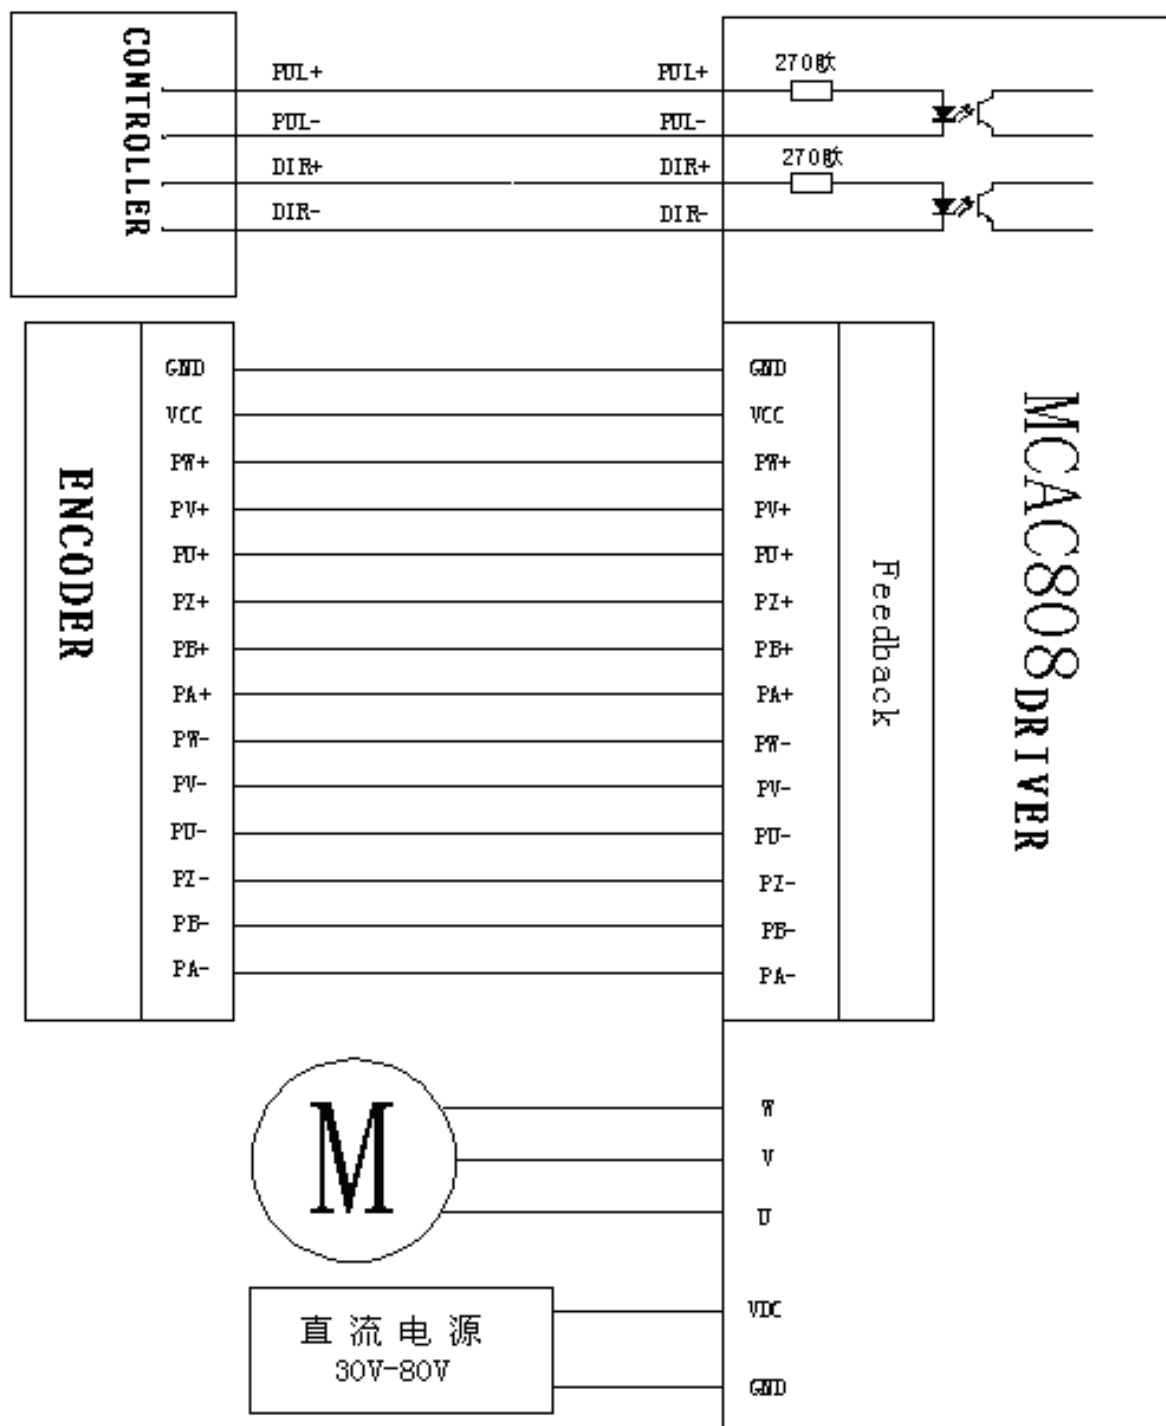 CONTROLLER
PUL+
PUL-
DIR+
DIR-
PUL+
PUL-
DIR+
DIR-
270欧
270欧
ENCODER
GND
VCC
PW+
PV+
PU+
PZ+
PB+
PA+
PW-
PV-
PU-
PZ-
PB-
PA-
GND
VCC
PW+
PV+
PU+
PZ+
PB+
PA+
PW-
PV-
PU-
PZ-
PB-
PA-
Feedback
MCAC808DRIVER
M
W
V
U
直流电源
30V-80V
VDC
GND